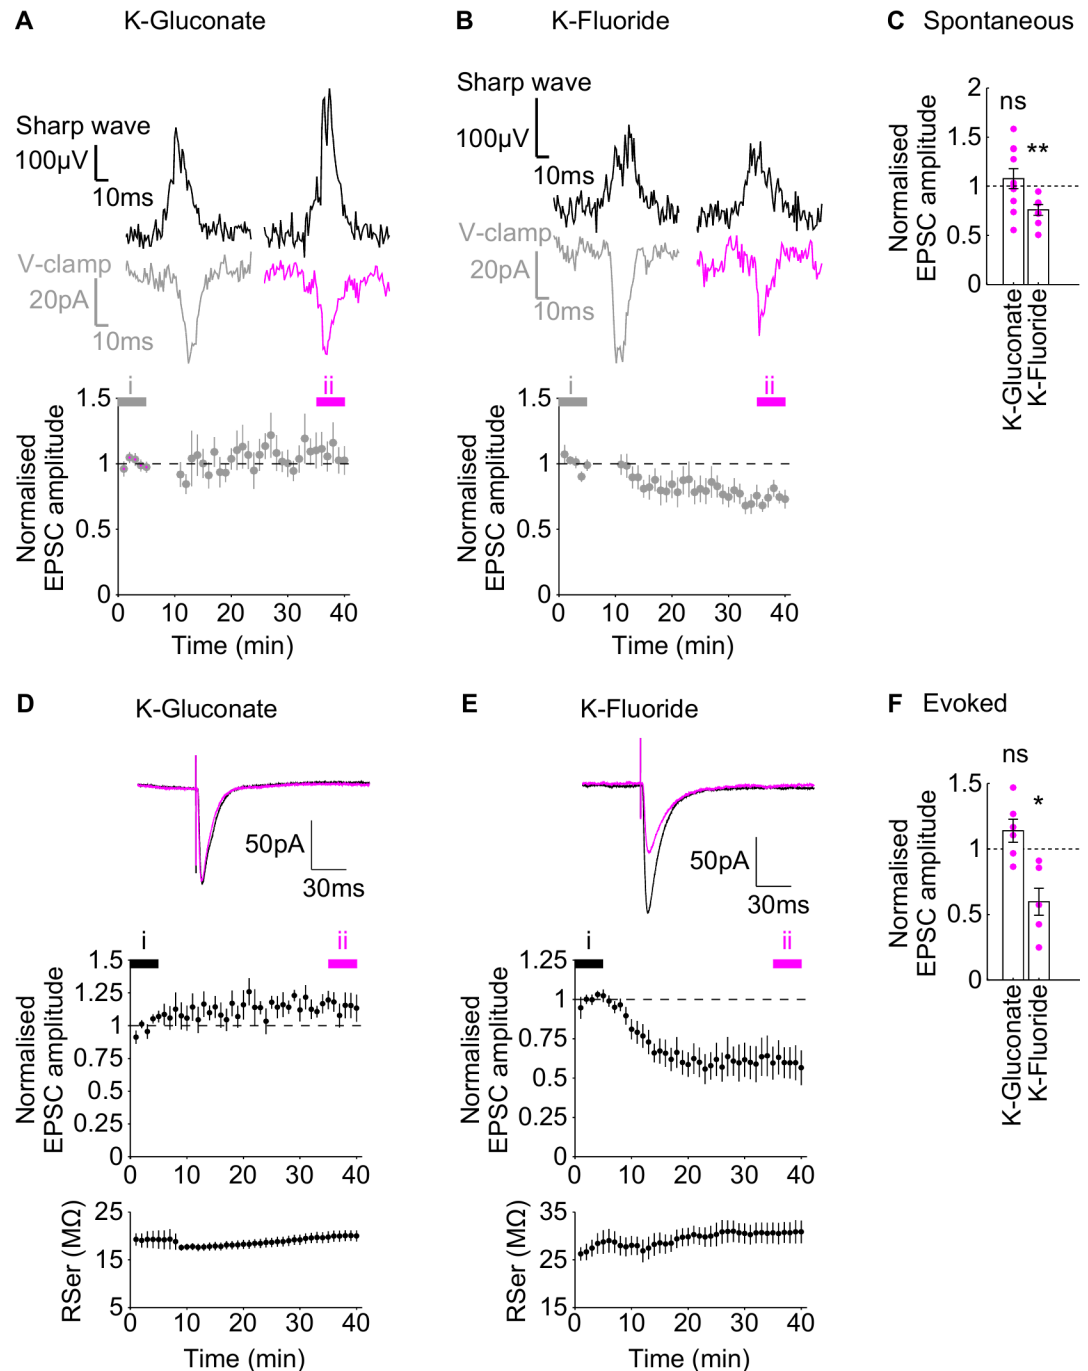 A K-Gluconate
Sharp wave
100µV
10ms
V-clamp
20pA
10ms
i ii
1.5
1
0.5
0
Normalised
EPSC amplitude
0 10 20 30 40
Time (min)
B K-Fluoride
Sharp wave
100µV
10ms
V-clamp
20pA
10ms
i ii
1.5
1
0.5
0
Normalised
EPSC amplitude
0 10 20 30 40
Time (min)
C Spontaneous
2
1.5
1
0.5
0
Normalised
EPSC amplitude
ns
**
K-Gluconate
K-Fluoride
D K-Gluconate
50pA
30ms
i ii
1.5
1.25
1
0.75
0.5
0.25
0
Normalised
EPSC amplitude
0 10 20 30 40
25
15
5
RSer (MΩ)
0 10 20 30 40
Time (min)
E K-Fluoride
50pA
30ms
i ii
1.25
1
0.75
0.5
0.25
0
Normalised
EPSC amplitude
0 10 20 30 40
35
25
15
RSer (MΩ)
0 10 20 30 40
Time (min)
F Evoked
ns
*
1.5
1
0.5
0
Normalised
EPSC amplitude
K-Gluconate
K-Fluoride